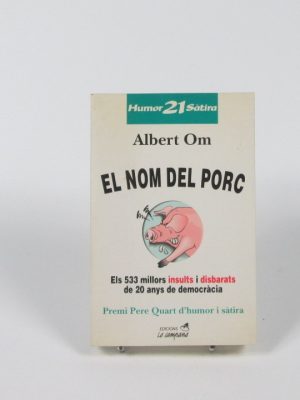 Humor 21 Sàtira
Albert Om
EL NOM DEL PORC
Els 533 millors insults i disbarats
de 20 anys de democràcia
Premi Pere Quart d'humor i sàtira
EDICIONS
La Campana